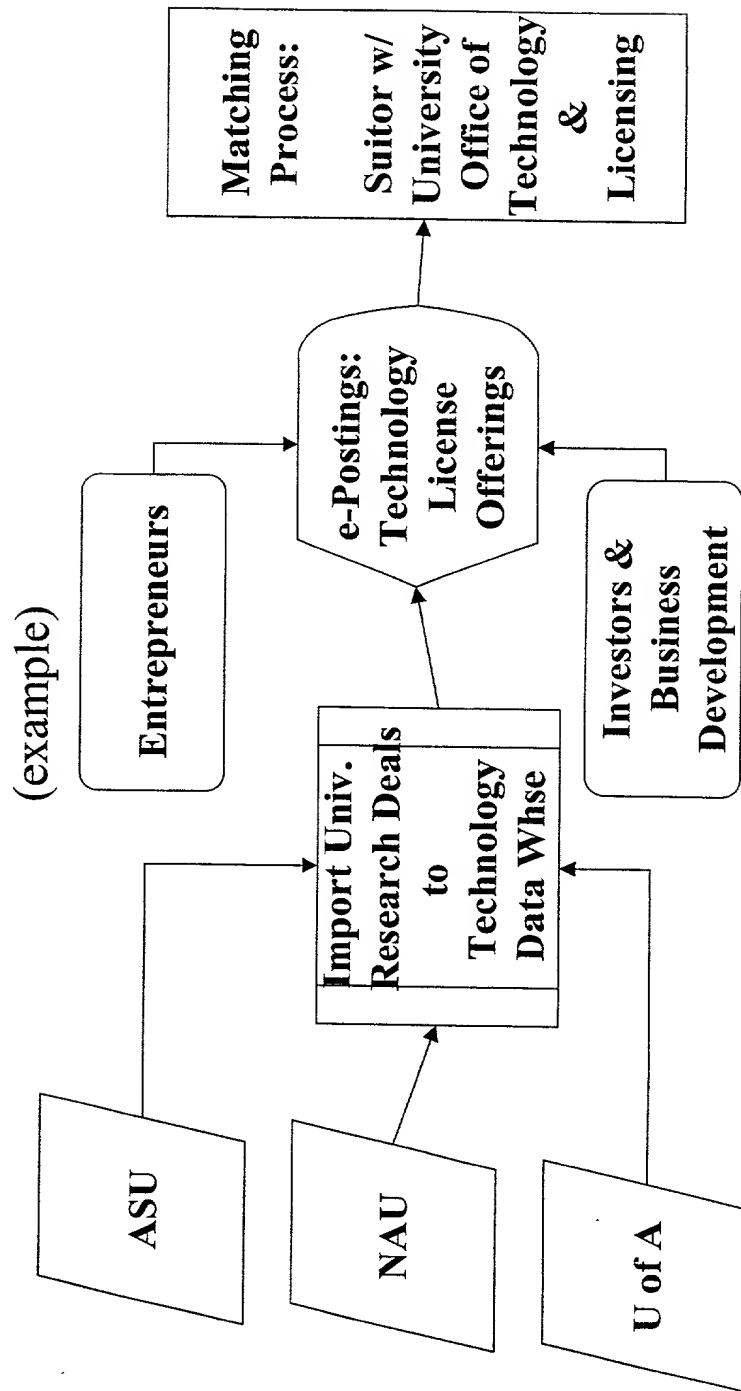 (example)
ASU
NAU
U of A
Import Univ.
Research Deals
to
Technology
Data Whse
Entrepreneurs
e-Postings:
Technology
License
Offerings
Investors &
Business
Development
Matching
Process:
Suitor w/
University
Office of
Technology
&
Licensing